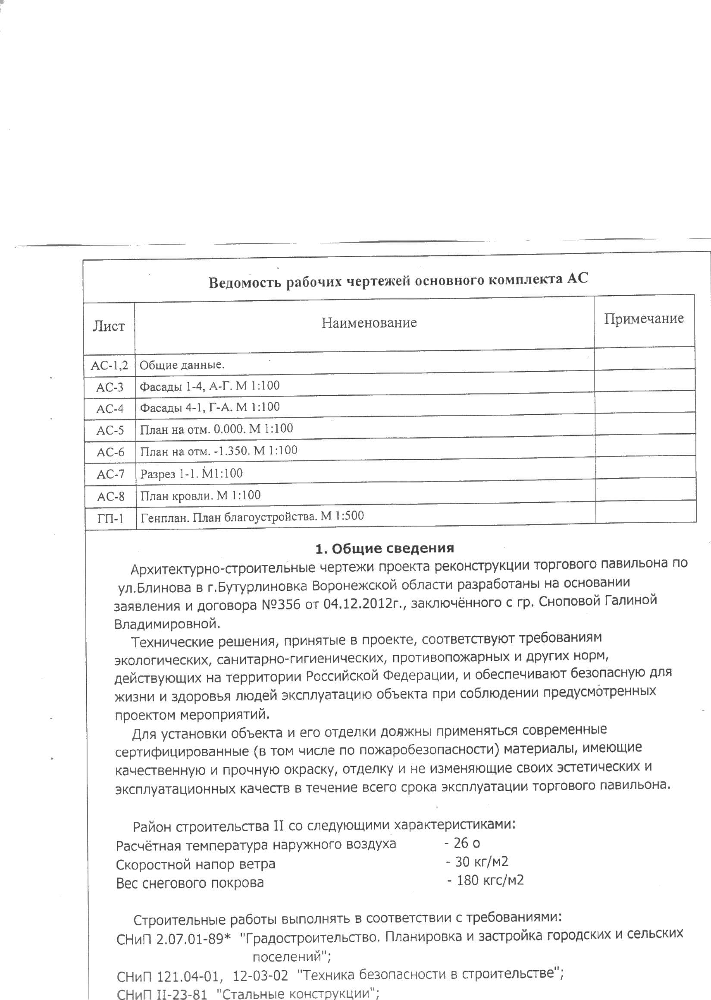 Ведомость рабочих чертежей основного комплекта АС
Лист Наименование Примечание
АС-1,2 Общие данные.
АС-3 Фасады 1-4, А-Г. М 1:100
АС-4 Фасады 4-1, Г-А. М 1:100
АС-5 План на отм. 0.000. М 1:100
АС-6 План на отм. -1.350. М 1:100
АС-7 Разрез 1-1. М1:100
АС-8 План кровли. М 1:100
ГП-1 Генплан. План благоустройства. М 1:500
1. Общие сведения
Архитектурно-строительные чертежи проекта реконструкции торгового павильона по
ул.Блинова в г.Бутурлиновка Воронежской области разработаны на основании
заявления и договора №356 от 04.12.2012г., заключённого с гр. Сноповой Галиной
Владимировной.
Технические решения, принятые в проекте, соответствуют требованиям
экологических, санитарно-гигиенических, противопожарных и других норм,
действующих на территории Российской Федерации, и обеспечивают безопасную для
жизни и здоровья людей эксплуатацию объекта при соблюдении предусмотренных
проектом мероприятий.
Для установки объекта и его отделки должны применяться современные
сертифицированные (в том числе по пожаробезопасности) материалы, имеющие
качественную и прочную окраску, отделку и не изменяющие своих эстетических и
эксплуатационных качеств в течение всего срока эксплуатации торгового павильона.
Район строительства II со следующими характеристиками:
Расчётная температура наружного воздуха - 26 о
Скоростной напор ветра - 30 кг/м2
Вес снегового покрова - 180 кгс/м2
Строительные работы выполнять в соответствии с требованиями:
СНиП 2.07.01-89* "Градостроительство. Планировка и застройка городских и сельских
поселений";
СНиП 121.04-01, 12-03-02 "Техника безопасности в строительстве";
СНиП II-23-81 "Стальные конструкции";